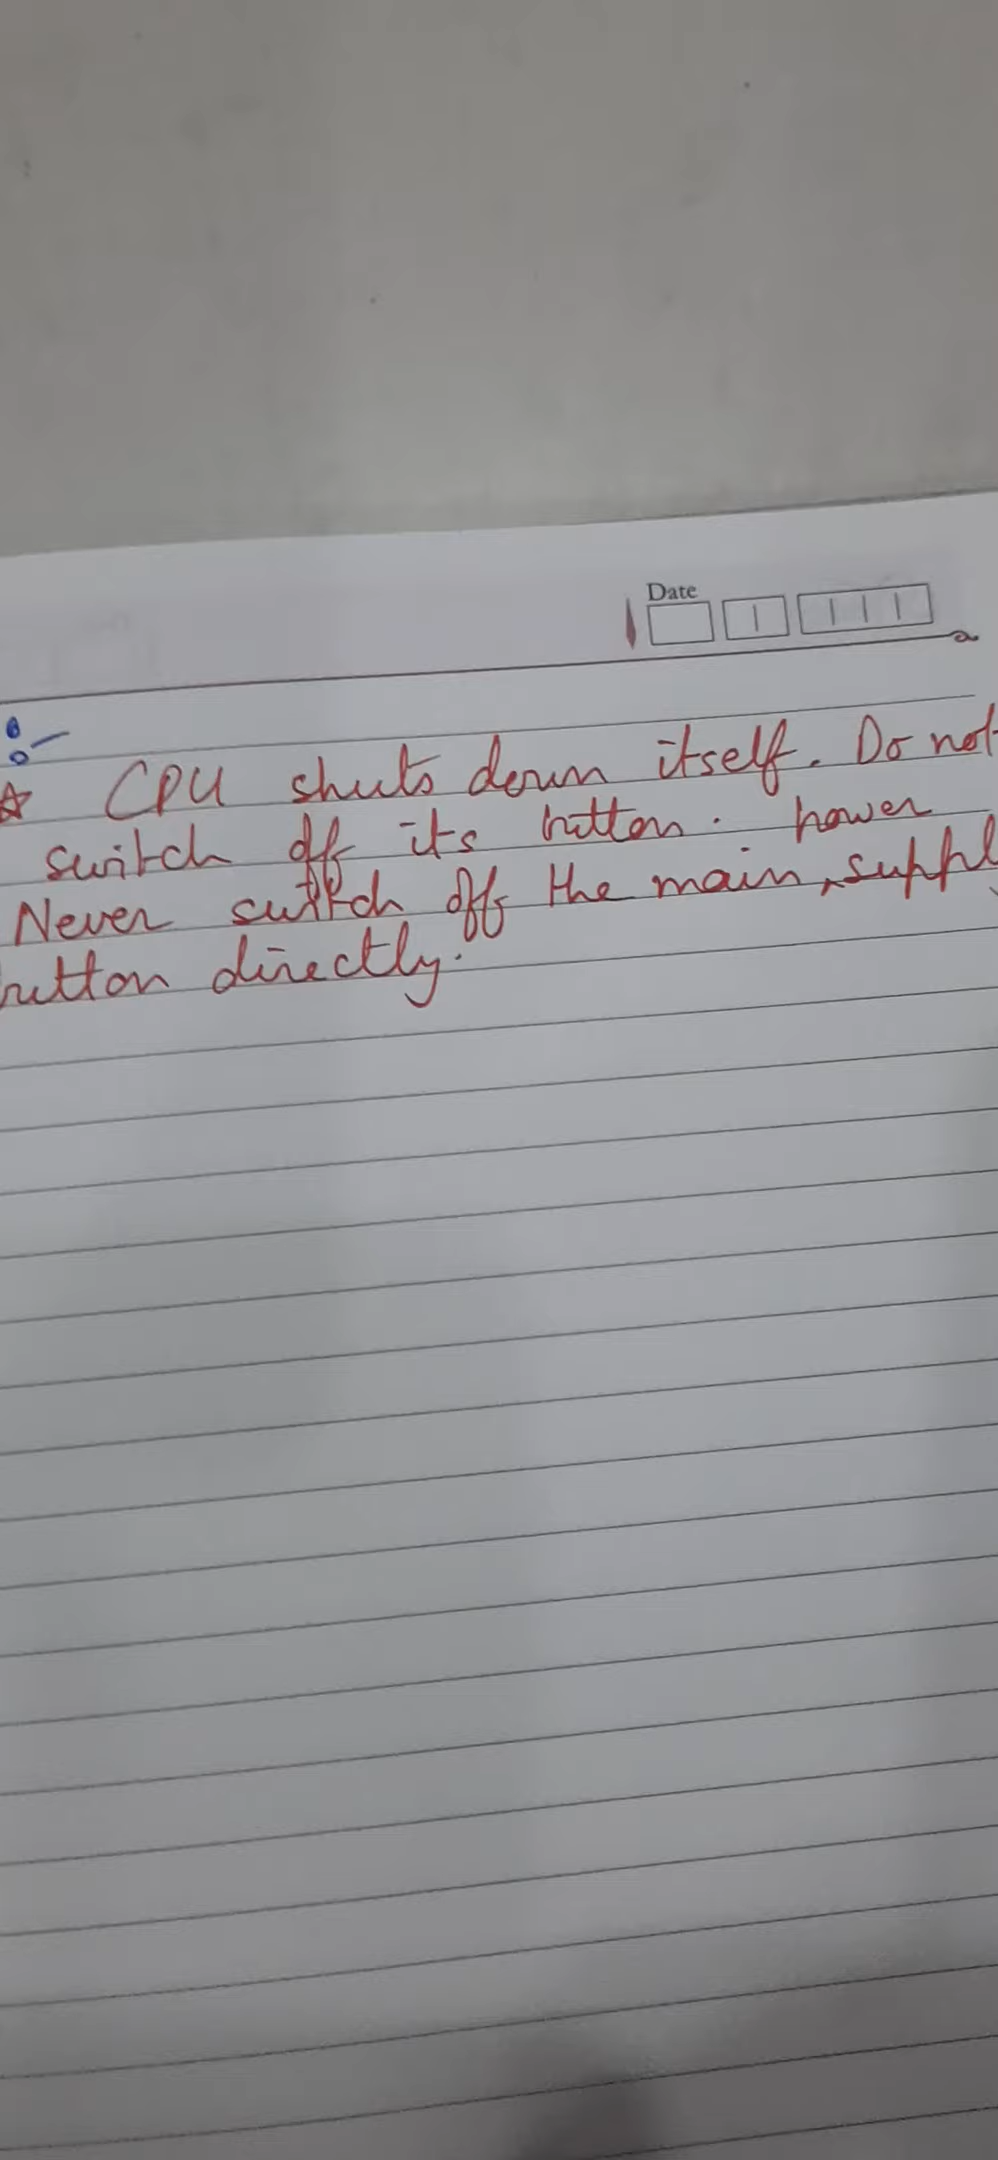 Date
:-
☆ CPU shuts down itself. Do not
switch off its button. power
Never switch off the main ^ suppl
button directly.